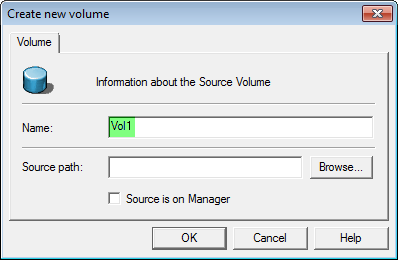 Create new volume
Volume
Information about the Source Volume
Name: Vol1
Source path: Browse...
Source is on Manager
OK Cancel Help